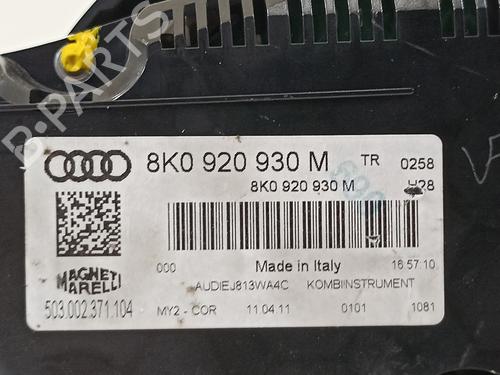 8K0 920 930 M TR 0258
8K0 920 930 M H28
000 Made in Italy 16:57:10
MAGNETI
MARELLI
AUDIEJ813WA4C KOMBIINSTRUMENT
503.002.371.104 MY2 - COR 11.04.11 0101 1081
B-PARTS